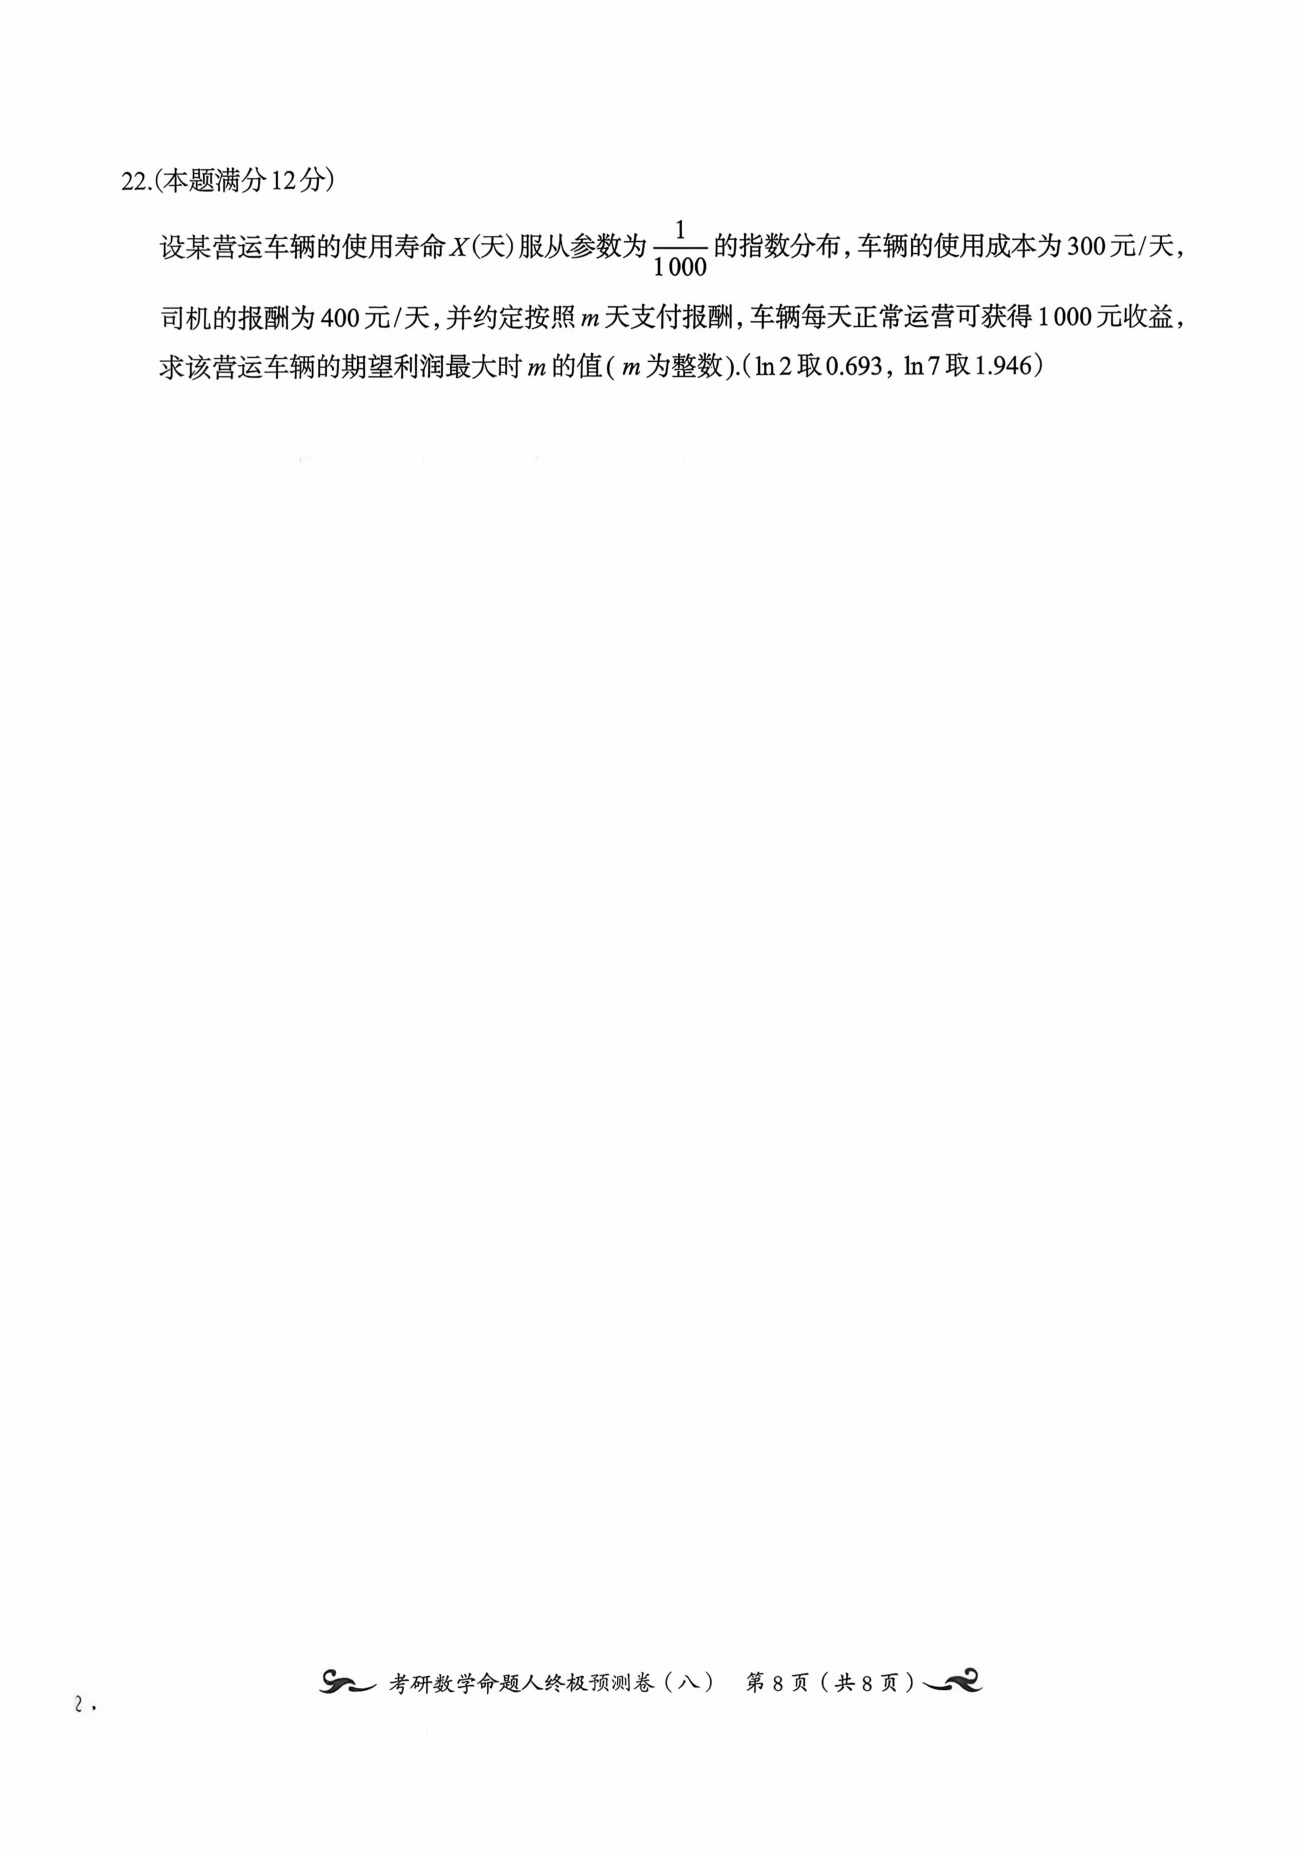 22.(本题满分12分)
设某营运车辆的使用寿命X(天)服从参数为 1/1000 的指数分布,车辆的使用成本为300元/天,
司机的报酬为400元/天,并约定按照m天支付报酬,车辆每天正常运营可获得1000元收益,
求该营运车辆的期望利润最大时m的值(m为整数).(ln2取0.693, ln7取1.946)
考研数学命题人终极预测卷(八) 第8页(共8页)